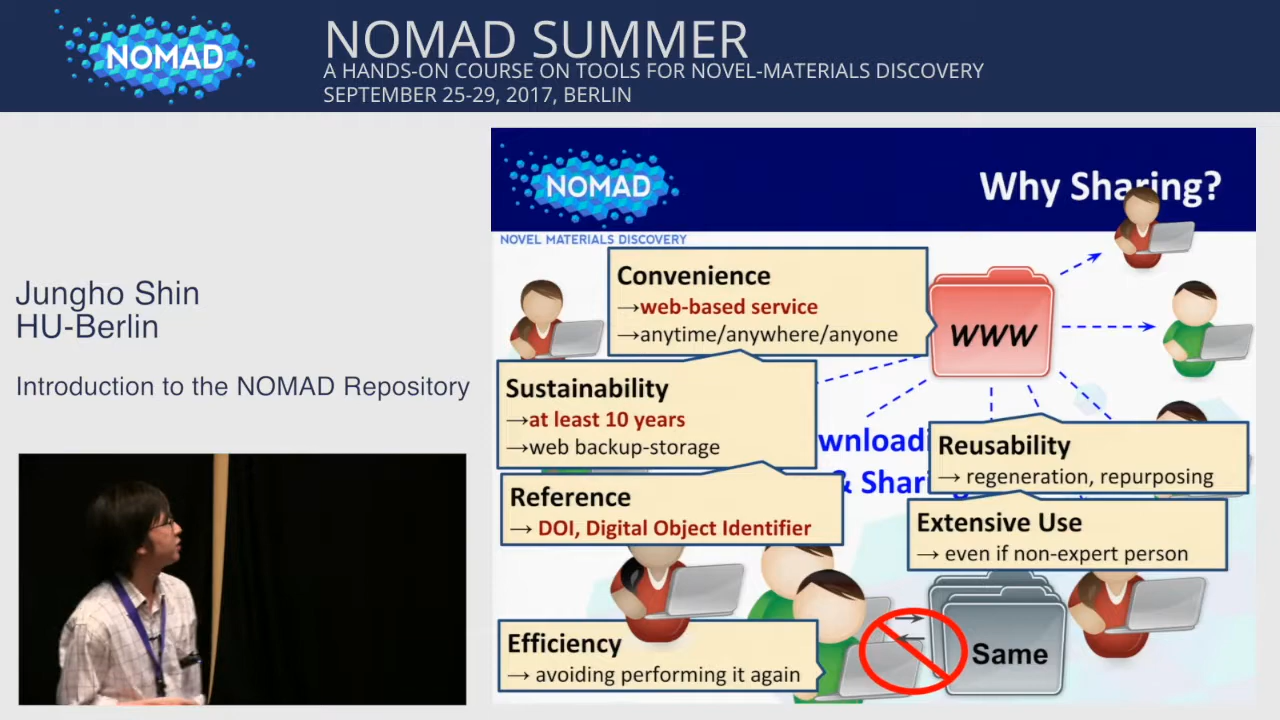 NOMAD
NOMAD SUMMER
A HANDS-ON COURSE ON TOOLS FOR NOVEL-MATERIALS DISCOVERY
SEPTEMBER 25-29, 2017, BERLIN
Jungho Shin
HU-Berlin
Introduction to the NOMAD Repository
NOMAD
NOVEL MATERIALS DISCOVERY
Why Sharing?
Convenience
→web-based service
→anytime/anywhere/anyone
www
Sustainability
→at least 10 years
→web backup-storage
wnloadi
& Sharing
Reusability
→ regeneration, repurposing
Reference
→ DOI, Digital Object Identifier
Extensive Use
→ even if non-expert person
Efficiency
→ avoiding performing it again
Same